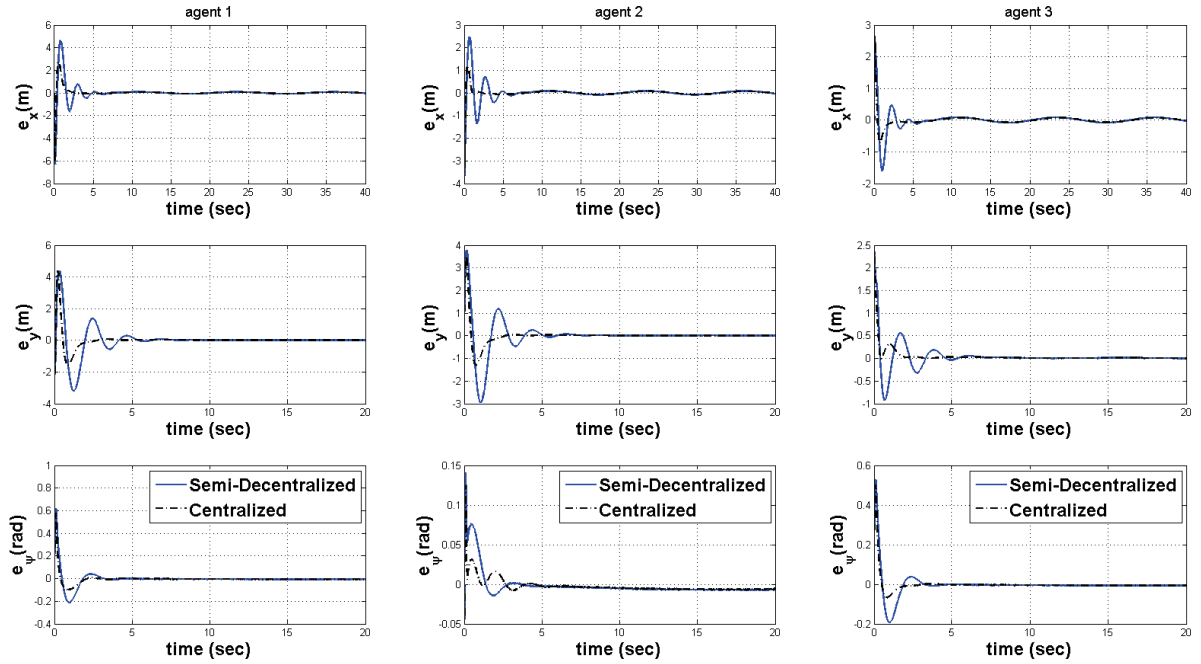 agent 1
agent 2
agent 3
e_x(m)
6
4
2
0
-2
-4
-6
-8
0 5 10 15 20 25 30 35 40
time (sec)
e_x(m)
3
2
1
0
-1
-2
-3
-4
0 5 10 15 20 25 30 35 40
time (sec)
e_x(m)
3
2
1
0
-1
-2
0 5 10 15 20 25 30 35 40
time (sec)
e_y(m)
6
4
2
0
-2
-4
0 5 10 15 20
time (sec)
e_y(m)
4
3
2
1
0
-1
-2
-3
0 5 10 15 20
time (sec)
e_y(m)
2.5
2
1.5
1
0.5
0
-0.5
-1
0 5 10 15 20
time (sec)
e_ψ(rad)
1
0.8
0.6
0.4
0.2
0
-0.2
-0.4
Semi-Decentralized
Centralized
0 5 10 15 20
time (sec)
e_ψ(rad)
0.15
0.1
0.05
0
-0.05
Semi-Decentralized
Centralized
0 5 10 15 20
time (sec)
e_ψ(rad)
0.6
0.4
0.2
0
-0.2
Semi-Decentralized
Centralized
0 5 10 15 20
time (sec)